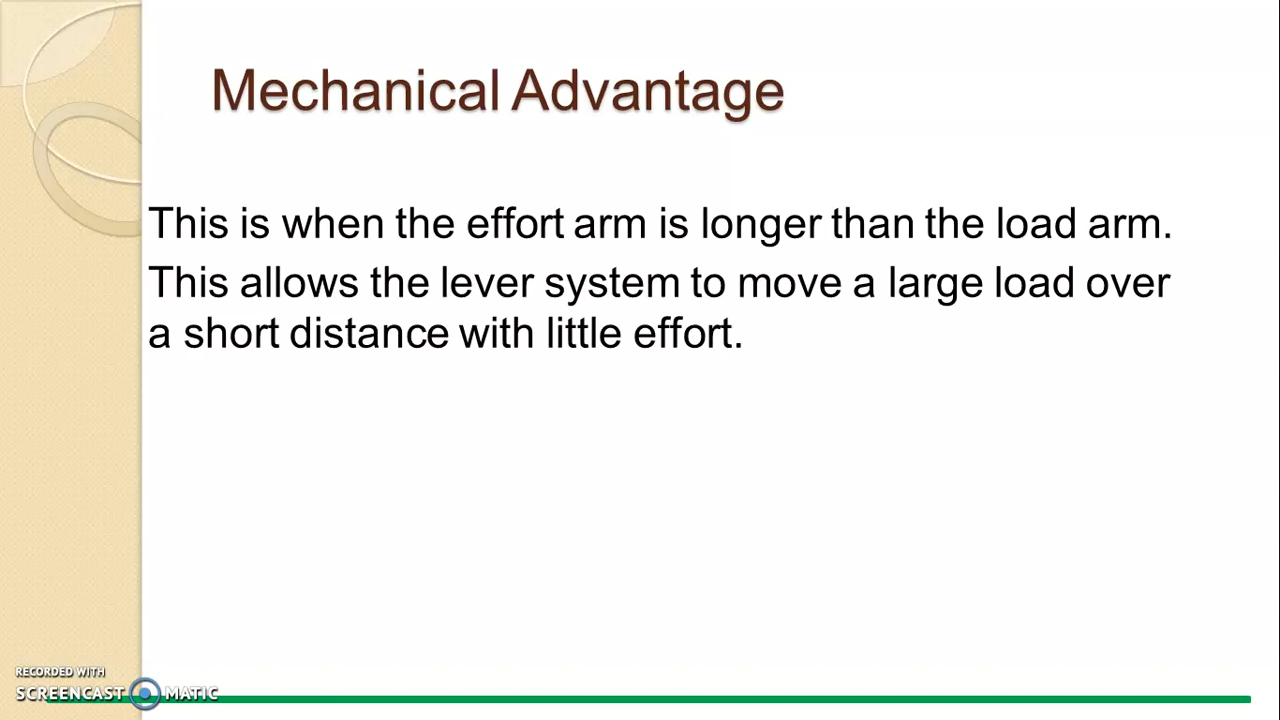 Mechanical Advantage
This is when the effort arm is longer than the load arm.
This allows the lever system to move a large load over
a short distance with little effort.
RECORDED WITH
SCREENCAST MATIC